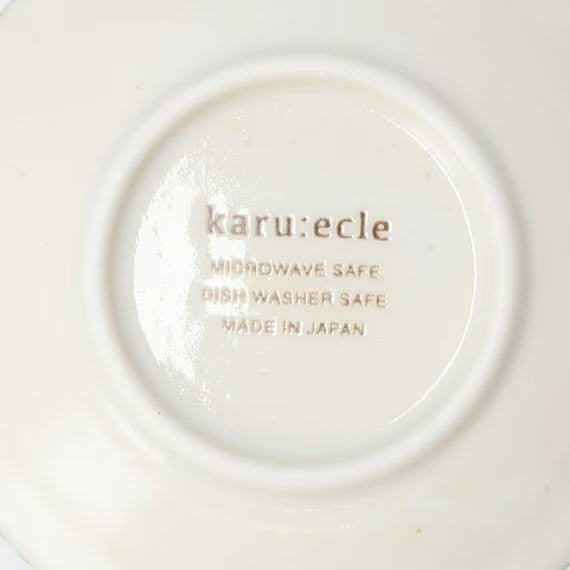 karu:ecle
MICROWAVE SAFE
DISH WASHER SAFE
MADE IN JAPAN